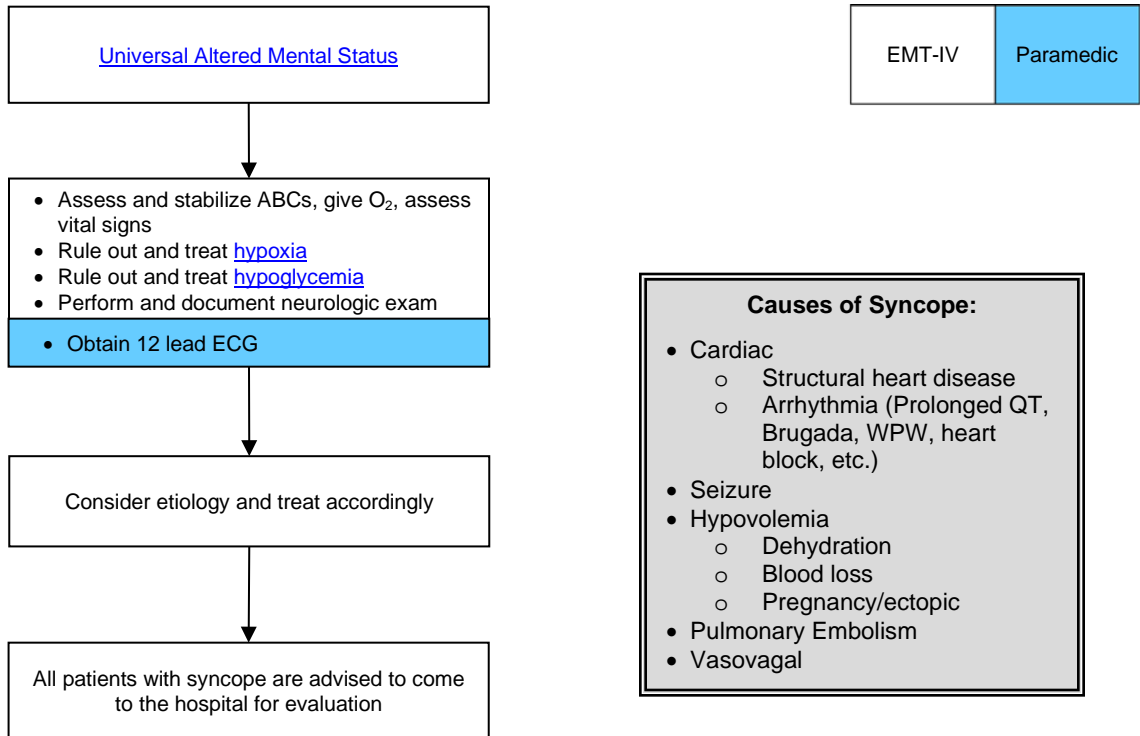 Universal Altered Mental Status
EMT-IV
Paramedic
• Assess and stabilize ABCs, give O₂, assess
vital signs
• Rule out and treat hypoxia
• Rule out and treat hypoglycemia
• Perform and document neurologic exam
• Obtain 12 lead ECG
Consider etiology and treat accordingly
All patients with syncope are advised to come
to the hospital for evaluation
Causes of Syncope:
• Cardiac
o Structural heart disease
o Arrhythmia (Prolonged QT,
Brugada, WPW, heart
block, etc.)
• Seizure
• Hypovolemia
o Dehydration
o Blood loss
o Pregnancy/ectopic
• Pulmonary Embolism
• Vasovagal